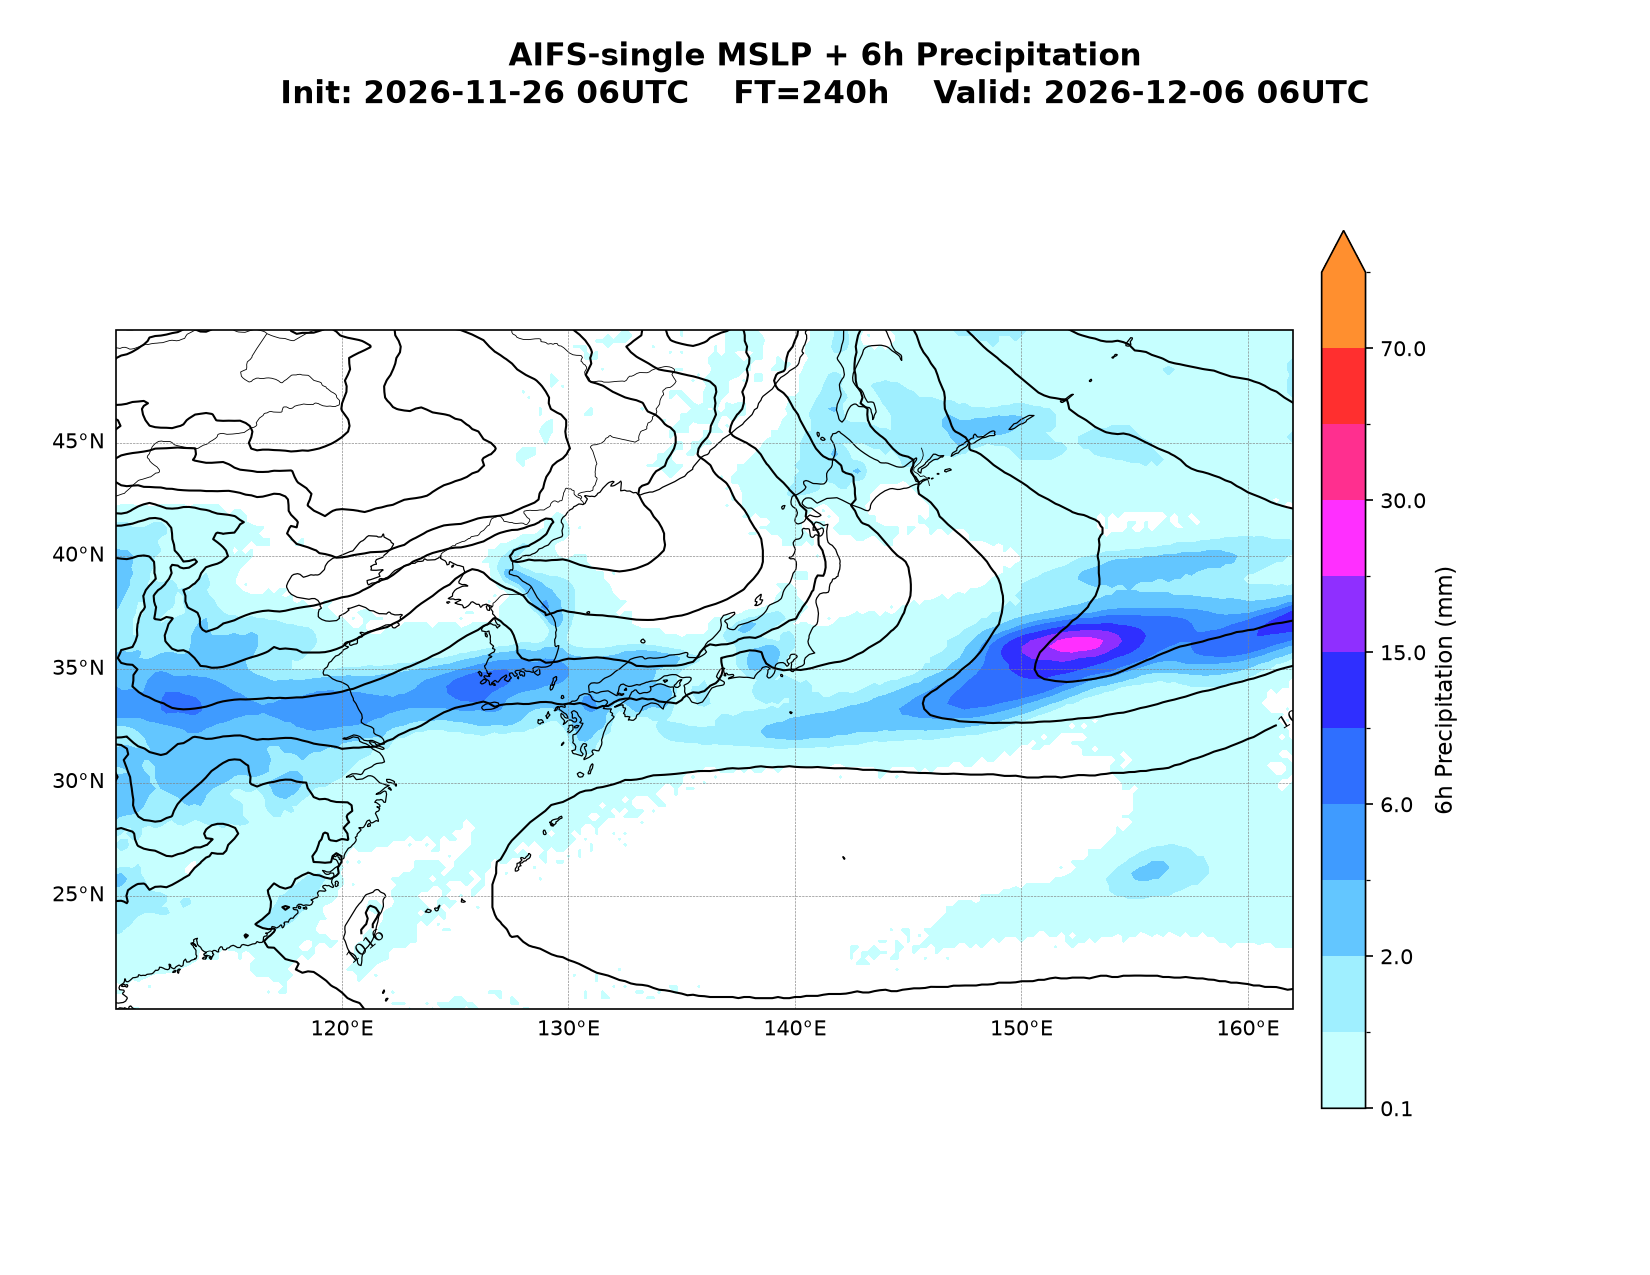 AIFS-single MSLP + 6h Precipitation
Init: 2026-11-26 06UTC    FT=240h    Valid: 2026-12-06 06UTC
70.0
30.0
15.0
6.0
2.0
0.1
6h Precipitation (mm)
45°N
40°N
35°N
30°N
25°N
120°E
130°E
140°E
150°E
160°E